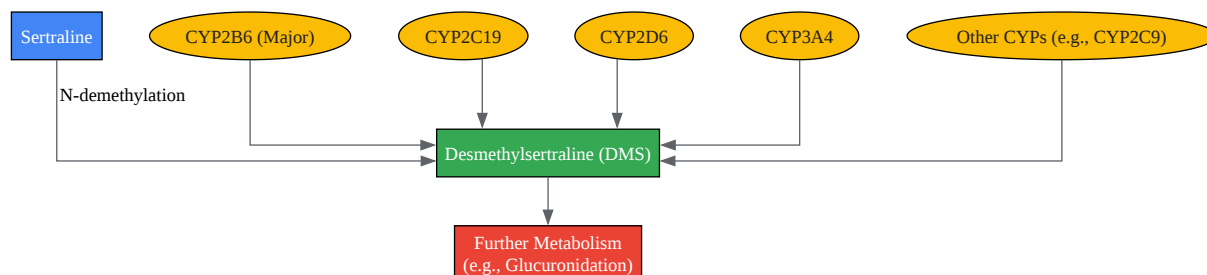 Sertraline
CYP2B6 (Major)
CYP2C19
CYP2D6
CYP3A4
Other CYPs (e.g., CYP2C9)
N-demethylation
Desmethylsertraline (DMS)
Further Metabolism
(e.g., Glucuronidation)